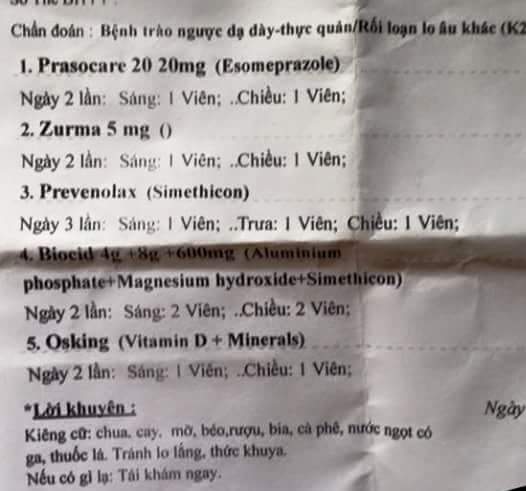 Chẩn đoán : Bệnh trào ngược dạ dày-thực quản/Rối loạn lo âu khác (K2
1. Prasocare 20 20mg (Esomeprazole)
Ngày 2 lần: Sáng: 1 Viên; ..Chiều: 1 Viên;
2. Zurma 5 mg ()
Ngày 2 lần: Sáng: 1 Viên; ..Chiều: 1 Viên;
3. Prevenolax (Simethicon)
Ngày 3 lần: Sáng: 1 Viên; ..Trưa: 1 Viên; Chiều: 1 Viên;
4. Biocid 4g +8g +600mg (Aluminium
phosphate+Magnesium hydroxide+Simethicon)
Ngày 2 lần: Sáng: 2 Viên; ..Chiều: 2 Viên;
5. Osking (Vitamin D + Minerals)
Ngày 2 lần: Sáng: 1 Viên; ..Chiều: 1 Viên;
*Lời khuyên :
Ngày
Kiêng cữ: chua, cay, mỡ, béo,rượu, bia, cà phê, nước ngọt có
ga, thuốc lá. Tránh lo lắng, thức khuya.
Nếu có gì lạ: Tái khám ngay.